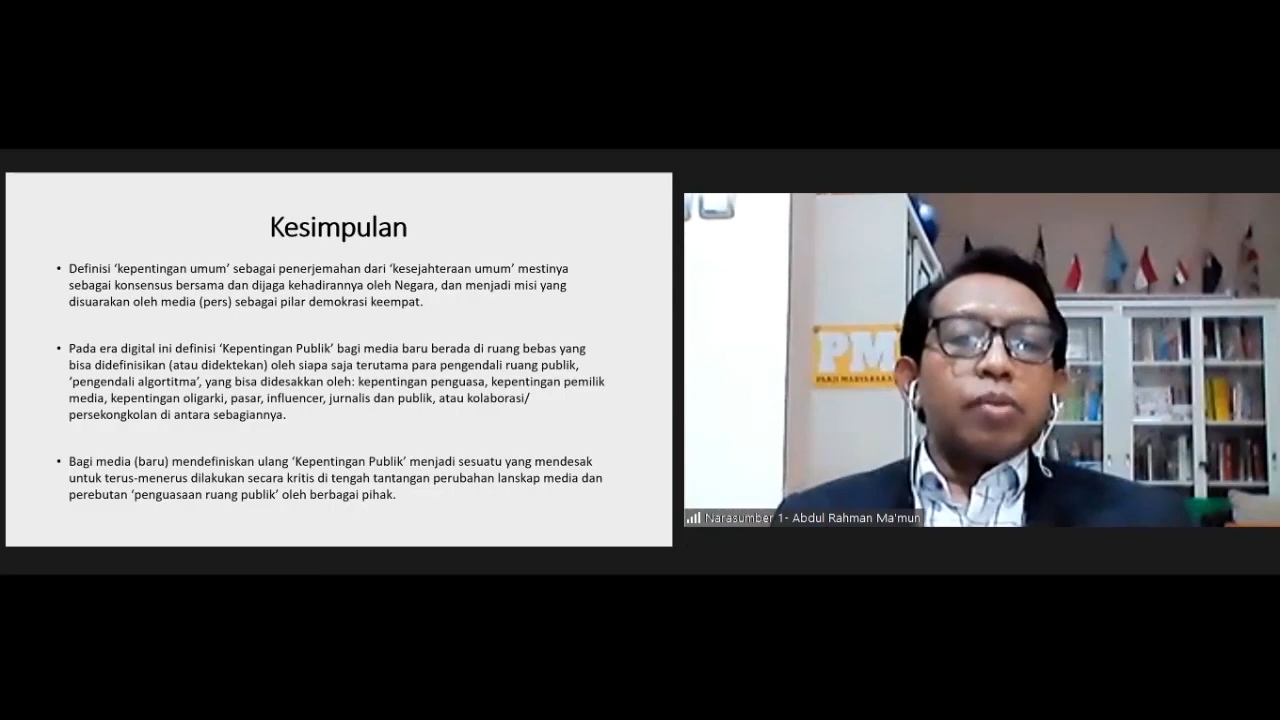 Kesimpulan
• Definisi ‘kepentingan umum’ sebagai penerjemahan dari ‘kesejahteraan umum’ mestinya
sebagai konsensus bersama dan dijaga kehadirannya oleh Negara, dan menjadi misi yang
disuarakan oleh media (pers) sebagai pilar demokrasi keempat.
• Pada era digital ini definisi ‘Kepentingan Publik’ bagi media baru berada di ruang bebas yang
bisa didefinisikan (atau didektekan) oleh siapa saja terutama para pengendali ruang publik,
‘pengendali algortitma’, yang bisa didesakkan oleh: kepentingan penguasa, kepentingan pemilik
media, kepentingan oligarki, pasar, influencer, jurnalis dan publik, atau kolaborasi/
persekongkolan di antara sebagiannya.
• Bagi media (baru) mendefiniskan ulang ‘Kepentingan Publik’ menjadi sesuatu yang mendesak
untuk terus-menerus dilakukan secara kritis di tengah tantangan perubahan lanskap media dan
perebutan ‘penguasaan ruang publik’ oleh berbagai pihak.
PM
PANJI MASYARAKAT
Narasumber 1- Abdul Rahman Ma'mun